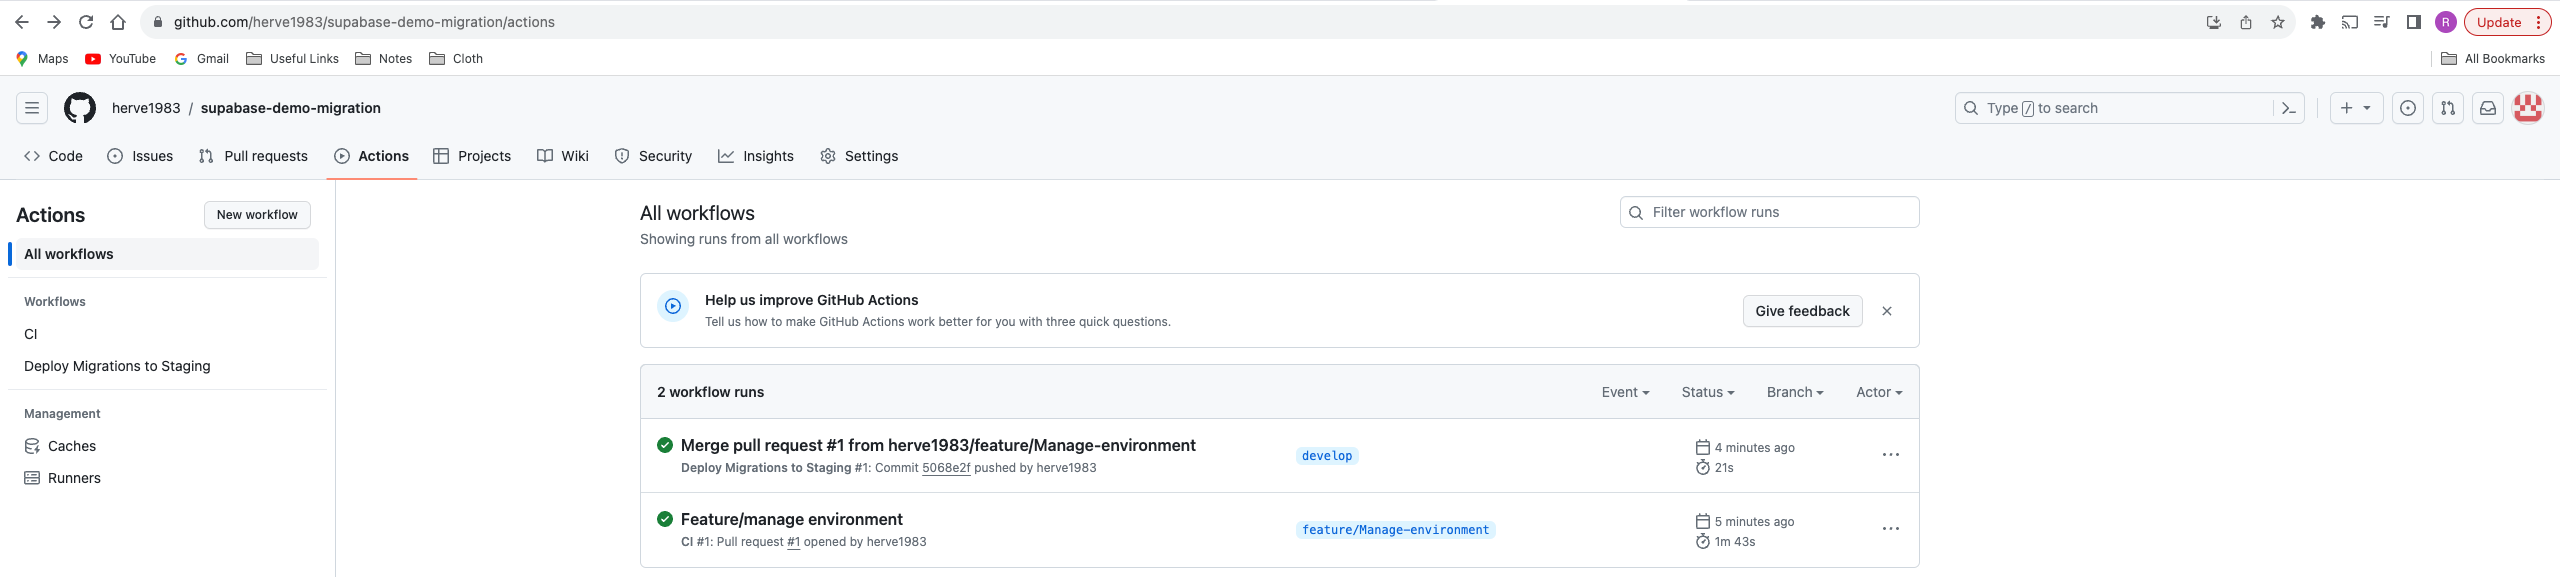 github.com/herve1983/supabase-demo-migration/actions
R
Update
Maps
YouTube
Gmail
Useful Links
Notes
Cloth
All Bookmarks
herve1983 / supabase-demo-migration
Type / to search
Code
Issues
Pull requests
Actions
Projects
Wiki
Security
Insights
Settings
Actions
New workflow
All workflows
Workflows
CI
Deploy Migrations to Staging
Management
Caches
Runners
All workflows
Showing runs from all workflows
Filter workflow runs
Help us improve GitHub Actions
Tell us how to make GitHub Actions work better for you with three quick questions.
Give feedback
2 workflow runs
Event
Status
Branch
Actor
Merge pull request #1 from herve1983/feature/Manage-environment
Deploy Migrations to Staging #1: Commit 5068e2f pushed by herve1983
develop
4 minutes ago
21s
Feature/manage environment
CI #1: Pull request #1 opened by herve1983
feature/Manage-environment
5 minutes ago
1m 43s